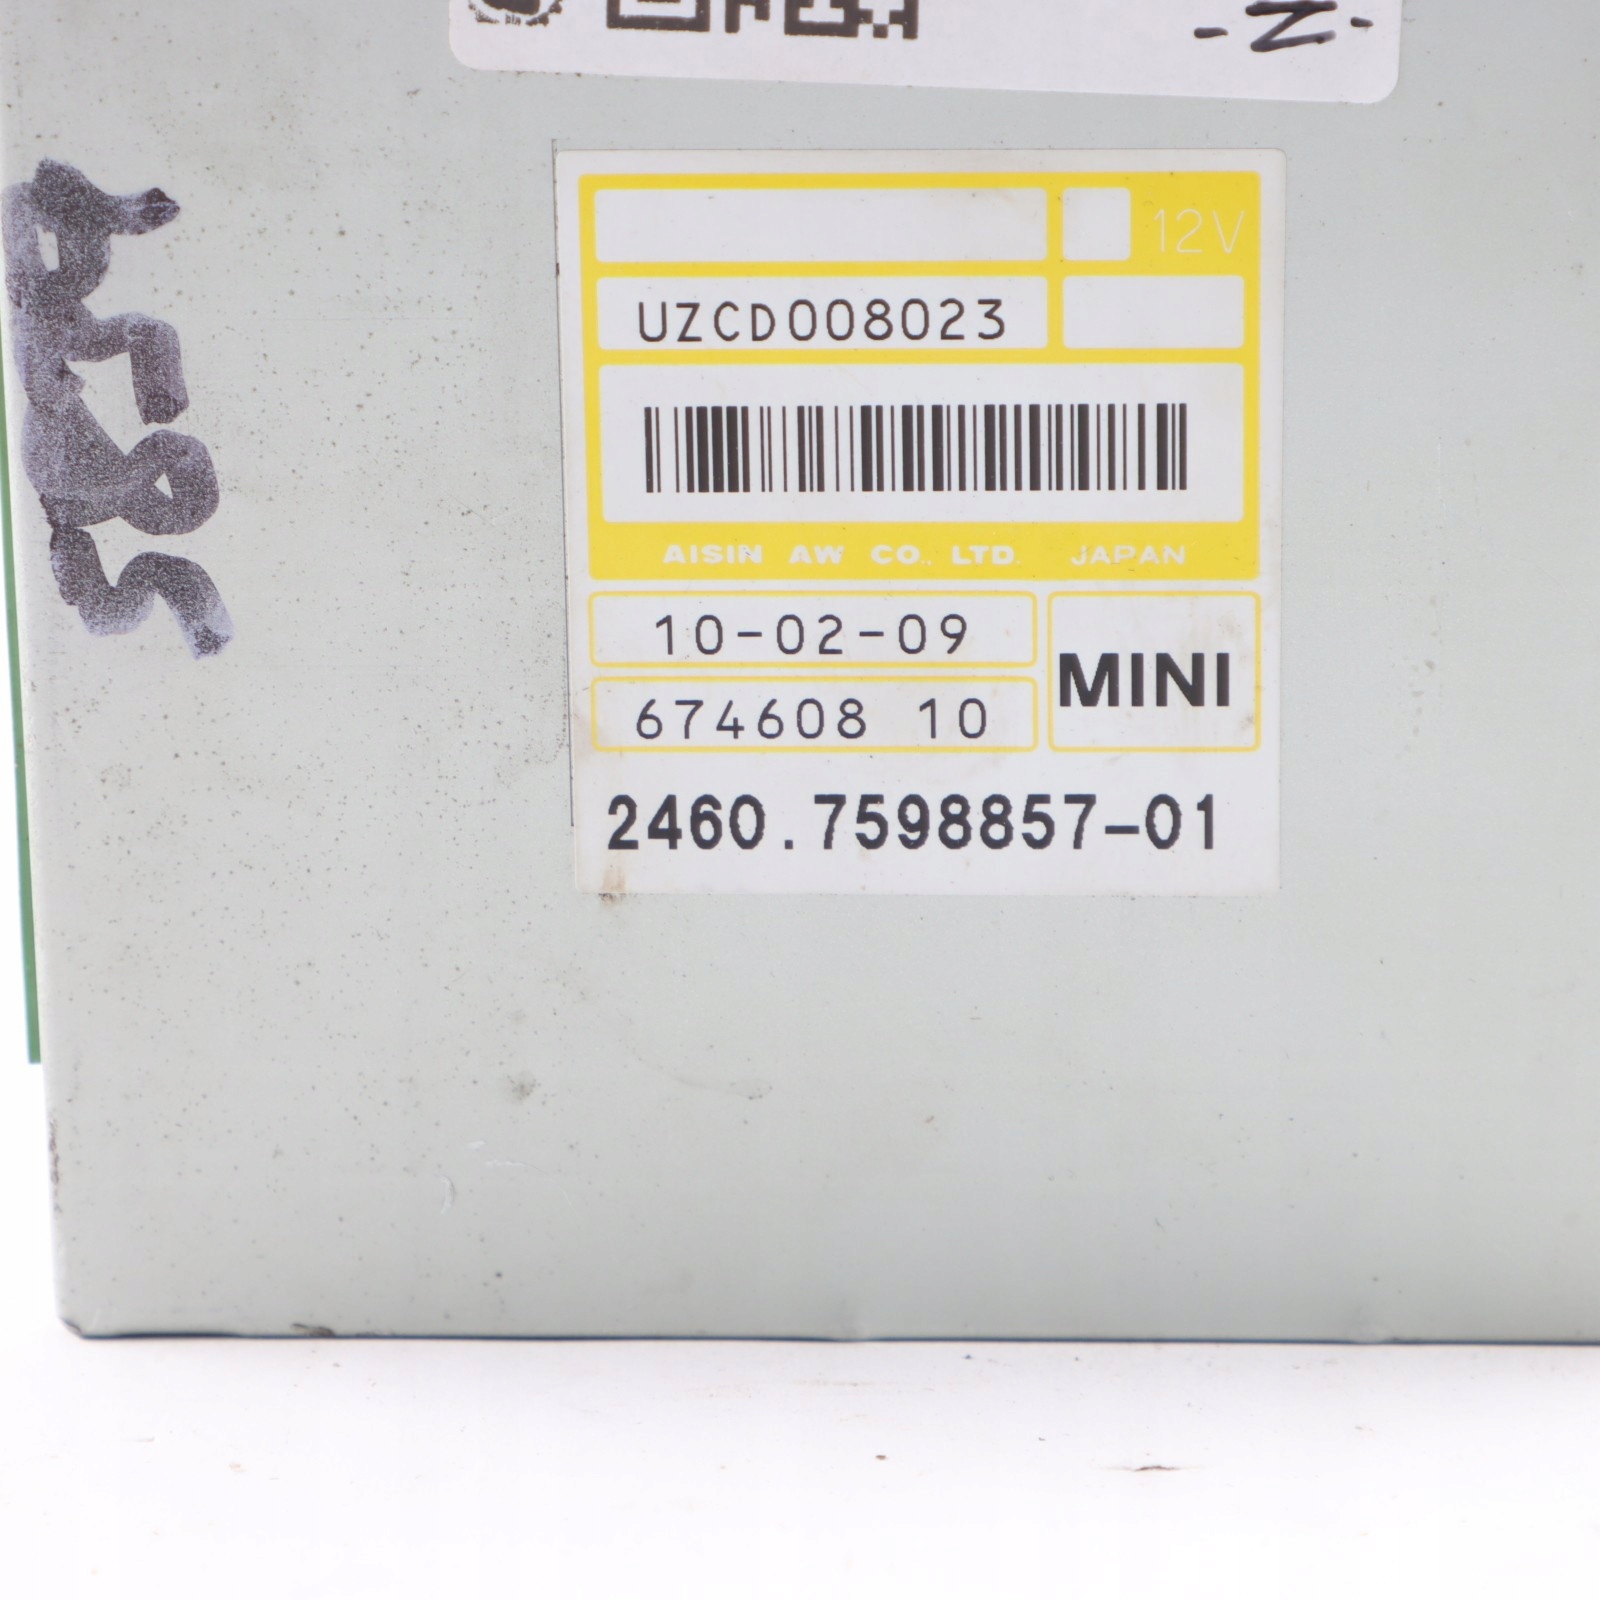 -Z-
12V
UZCD008023
AISIN AW CO., LTD. JAPAN
10-02-09
MINI
674608 10
2460.7598857-01